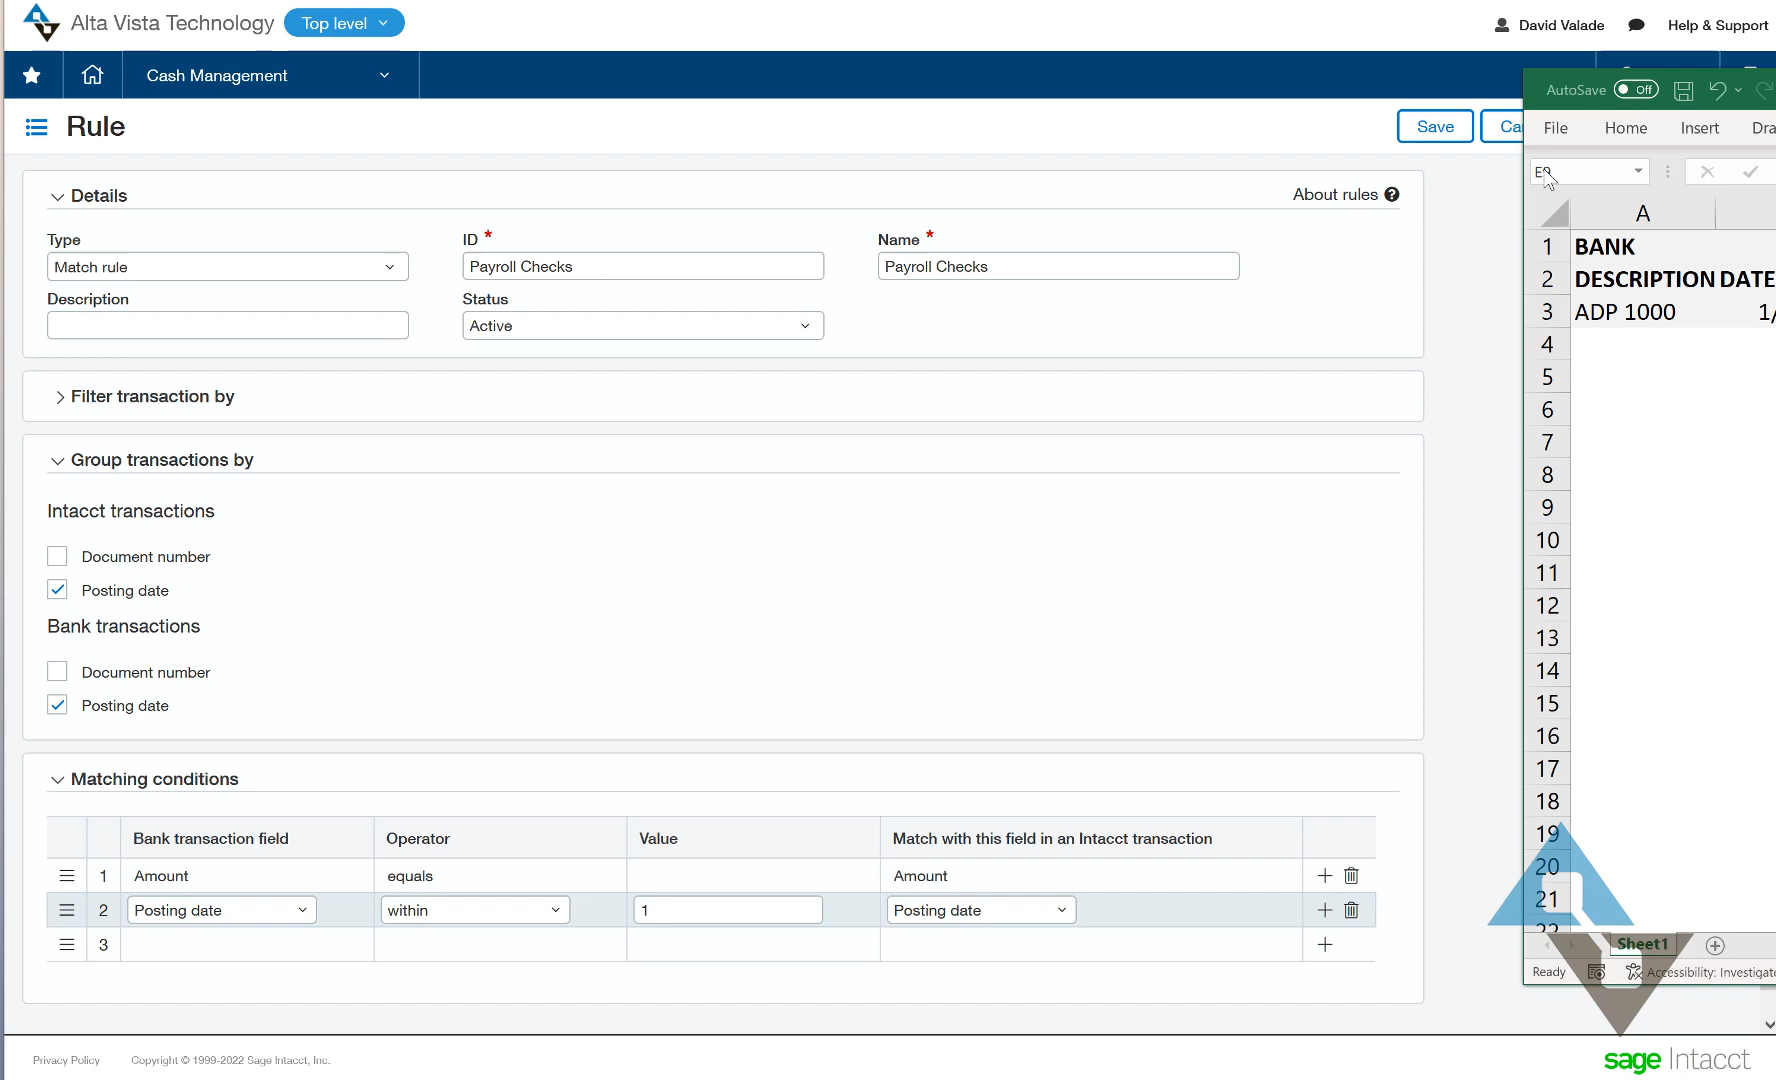 Alta Vista Technology
Top level
David Valade
Help & Support
Cash Management
Rule
Save
Details
About rules
Type
Match rule
ID *
Payroll Checks
Name *
Payroll Checks
Description
Status
Active
Filter transaction by
Group transactions by
Intacct transactions
Document number
Posting date
Bank transactions
Document number
Posting date
Matching conditions
Bank transaction field Operator Value Match with this field in an Intacct transaction
1 Amount equals Amount
2 Posting date within 1 Posting date
3
Privacy Policy
Copyright © 1999-2022 Sage Intacct, Inc.
AutoSave Off
File Home Insert
A
1 BANK
2 DESCRIPTION DATE
3 ADP 1000 1/
4
5
6
7
8
9
10
11
12
13
14
15
16
17
18
19
20
21
22
Sheet1
Ready Accessibility: Investigate
sage Intacct